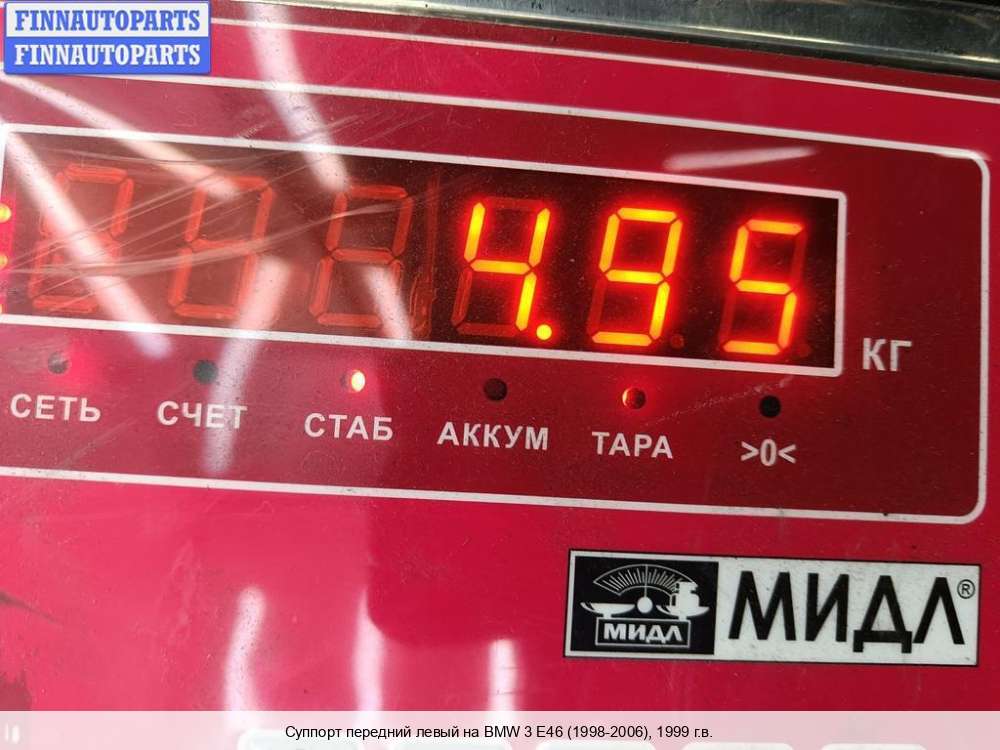 FINNAUTOPARTS
FINNAUTOPARTS
4.95
КГ
СЕТЬ
СЧЕТ
СТАБ
АККУМ
ТАРА
>0<
МИДЛ
МИДЛ®
Суппорт передний левый на BMW 3 E46 (1998-2006), 1999 г.в.